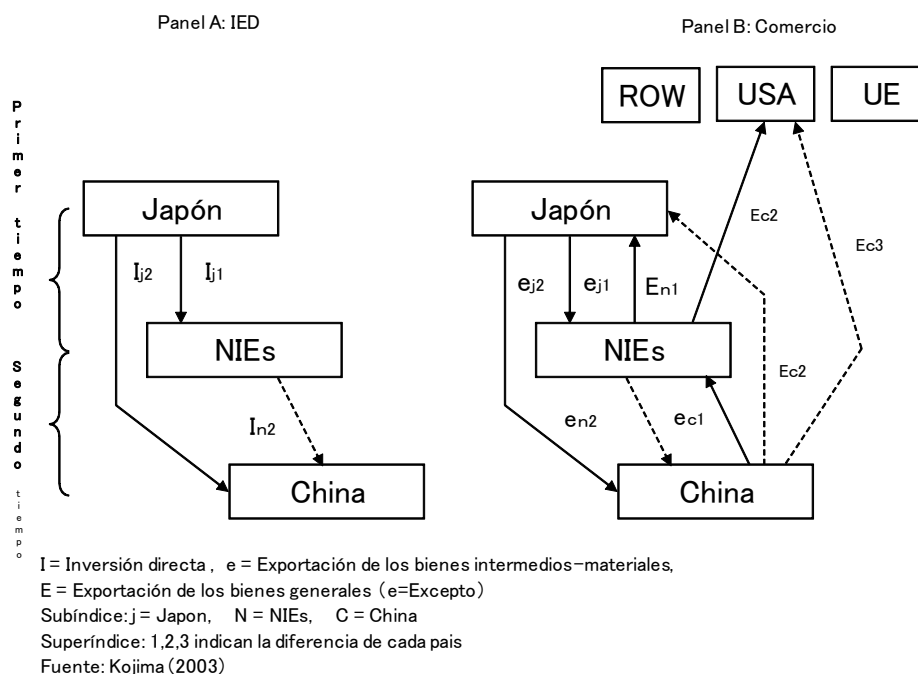 Panel A: IED
Panel B: Comercio
ROW
USA
UE
Primer tiempo
Segundo tiempo
Japón
Ij2
Ij1
NIEs
In2
China
Japón
ej2
ej1
En1
Ec2
Ec3
NIEs
Ec2
en2
ec1
China
I = Inversión directa , e = Exportación de los bienes intermedios-materiales,
E = Exportación de los bienes generales (e=Excepto)
Subíndice: j = Japon, N = NIEs, C = China
Superíndice: 1,2,3 indican la diferencia de cada pais
Fuente: Kojima (2003)